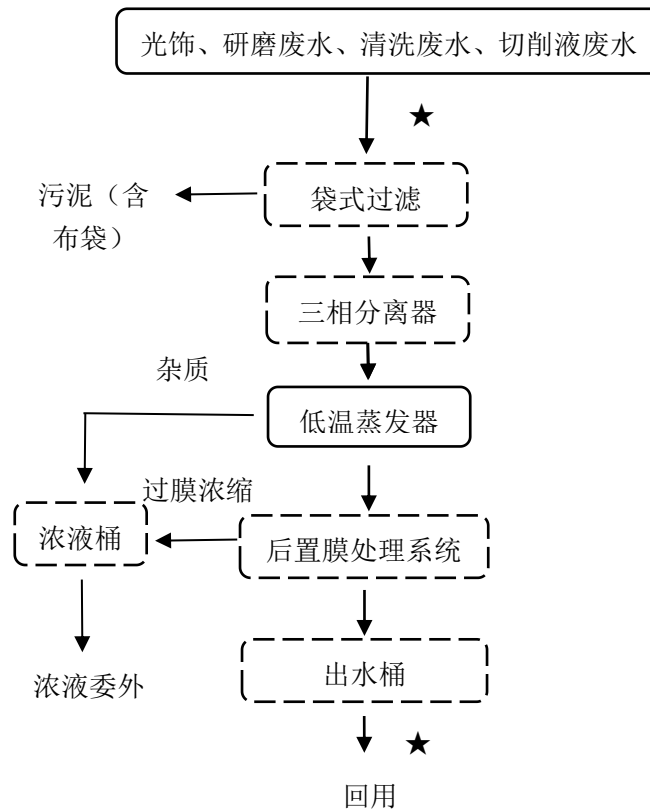 光饰、研磨废水、清洗废水、切削液废水
★
袋式过滤
污泥（含
布袋）
三相分离器
杂质
低温蒸发器
过膜浓缩
浓液桶
后置膜处理系统
出水桶
浓液委外
★
回用